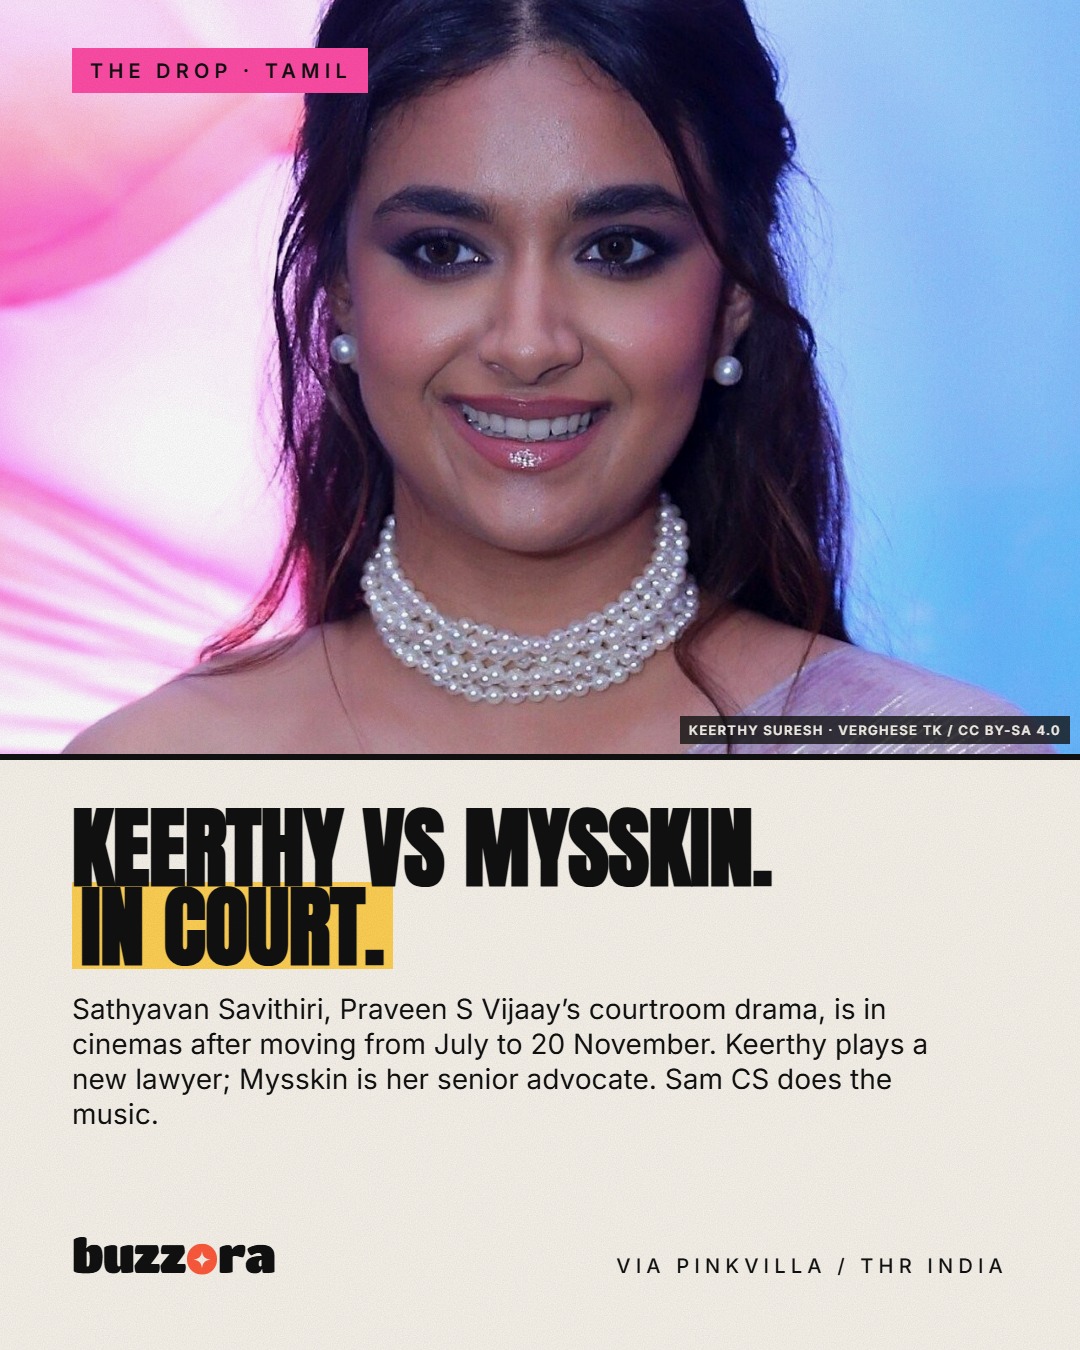 THE DROP · TAMIL
KEERTHY SURESH · VERGHESE TK / CC BY-SA 4.0
KEERTHY VS MYSSKIN.
IN COURT.
Sathyavan Savithiri, Praveen S Vijaay’s courtroom drama, is in
cinemas after moving from July to 20 November. Keerthy plays a
new lawyer; Mysskin is her senior advocate. Sam CS does the
music.
buzzora
VIA PINKVILLA / THR INDIA